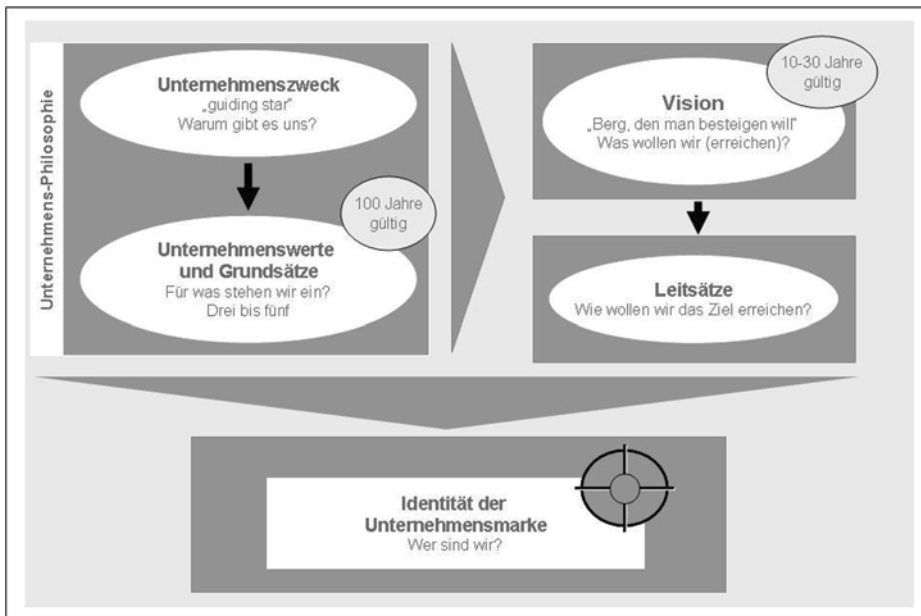 Unternehmens-Philosophie
Unternehmenszweck
„guiding star"
Warum gibt es uns?
100 Jahre
gültig
Unternehmenswerte
und Grundsätze
Für was stehen wir ein?
Drei bis fünf
10-30 Jahre
gültig
Vision
„Berg, den man besteigen will"
Was wollen wir (erreichen)?
Leitsätze
Wie wollen wir das Ziel erreichen?
Identität der
Unternehmensmarke
Wer sind wir?